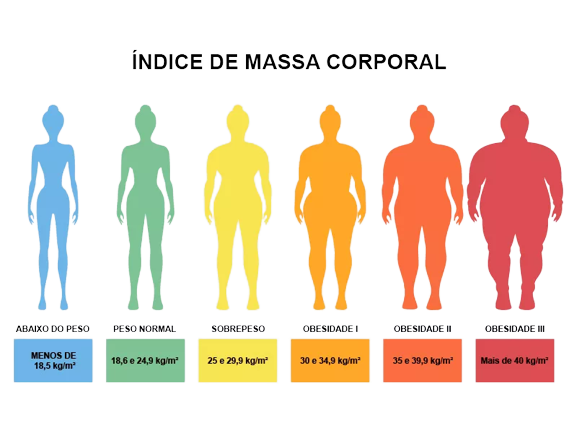 ÍNDICE DE MASSA CORPORAL
ABAIXO DO PESO
PESO NORMAL
SOBREPESO
OBESIDADE I
OBESIDADE II
OBESIDADE III
MENOS DE
18,5 kg/m²
18,6 e 24,9 kg/m²
25 e 29,9 kg/m²
30 e 34,9 kg/m²
35 e 39,9 kg/m²
Mais de 40 kg/m²